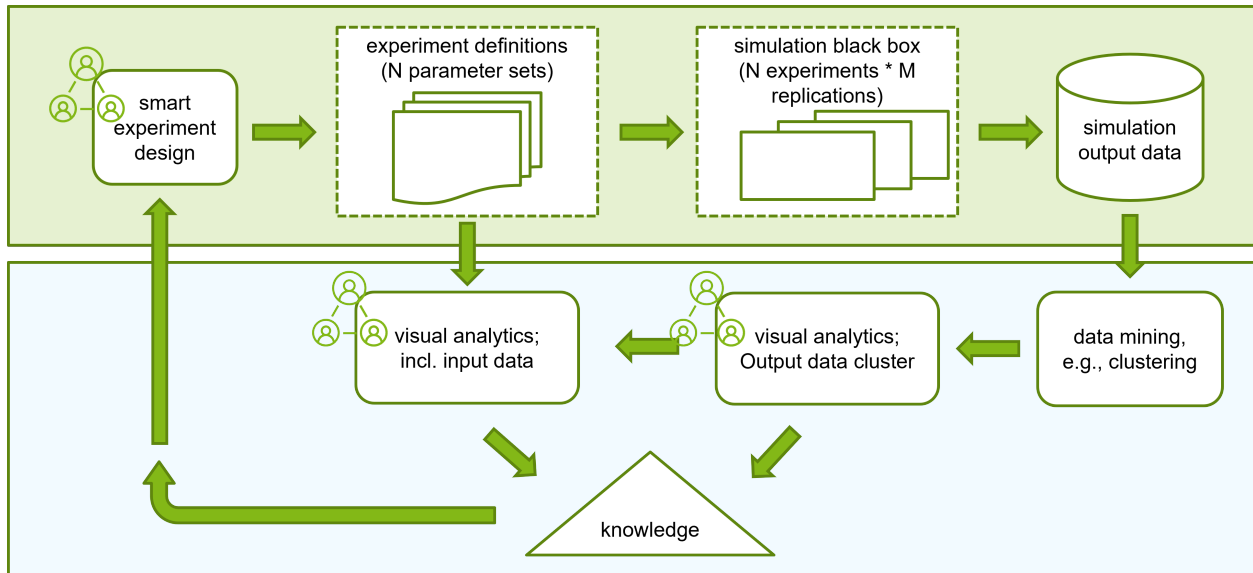 smart
experiment
design
experiment definitions
(N parameter sets)
simulation black box
(N experiments * M
replications)
simulation
output data
visual analytics;
incl. input data
visual analytics;
Output data cluster
data mining,
e.g., clustering
knowledge